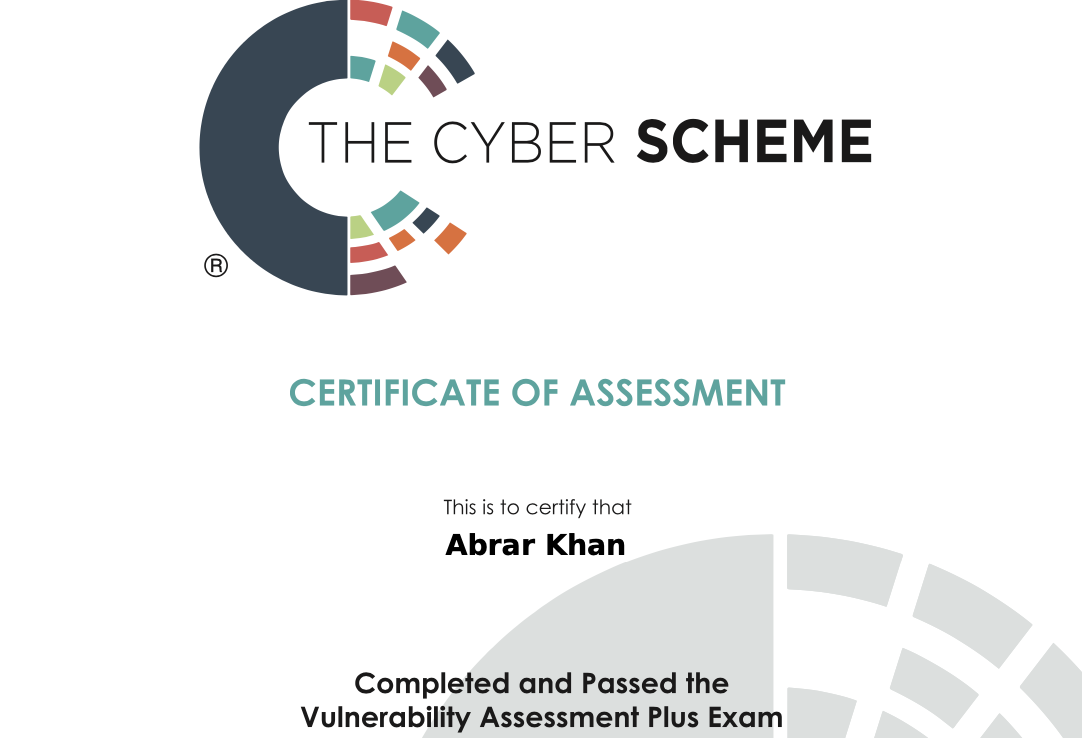 THE CYBER SCHEME
®
CERTIFICATE OF ASSESSMENT
This is to certify that
Abrar Khan
Completed and Passed the
Vulnerability Assessment Plus Exam